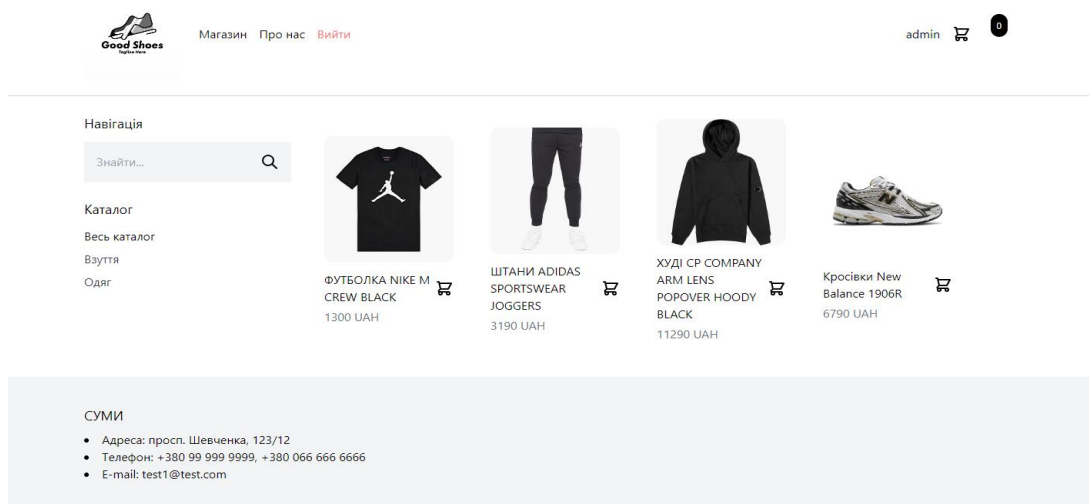 Good Shoes
Tagline Here
Магазин Про нас Вийти
admin
0
Навігація
Знайти...
Каталог
Весь каталог
Взуття
Одяг
ФУТБОЛКА NIKE M
CREW BLACK
1300 UAH
ШТАНИ ADIDAS
SPORTSWEAR
JOGGERS
3190 UAH
ХУДІ CP COMPANY
ARM LENS
POPOVER HOODY
BLACK
11290 UAH
Кросівки New
Balance 1906R
6790 UAH
СУМИ
Адреса: просп. Шевченка, 123/12
Телефон: +380 99 999 9999, +380 066 666 6666
E-mail: test1@test.com